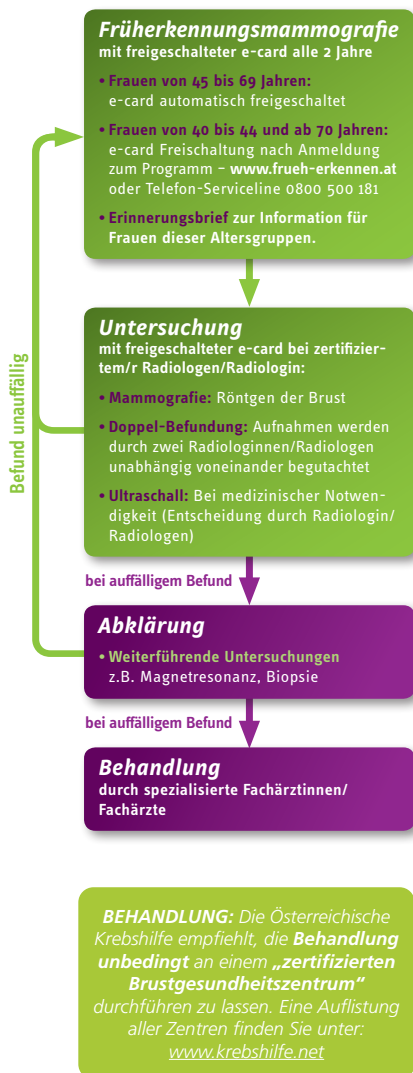 Früherkennungsmammografie
mit freigeschalteter e-card alle 2 Jahre
• Frauen von 45 bis 69 Jahren:
e-card automatisch freigeschaltet
• Frauen von 40 bis 44 und ab 70 Jahren:
e-card Freischaltung nach Anmeldung
zum Programm – www.frueh-erkennen.at
oder Telefon-Serviceline 0800 500 181
• Erinnerungsbrief zur Information für
Frauen dieser Altersgruppen.
Befund unauffällig
Untersuchung
mit freigeschalteter e-card bei zertifizier-
tem/r Radiologen/Radiologin:
• Mammografie: Röntgen der Brust
• Doppel-Befundung: Aufnahmen werden
durch zwei Radiologinnen/Radiologen
unabhängig voneinander begutachtet
• Ultraschall: Bei medizinischer Notwen-
digkeit (Entscheidung durch Radiologin/
Radiologen)
bei auffälligem Befund
Abklärung
• Weiterführende Untersuchungen
z.B. Magnetresonanz, Biopsie
bei auffälligem Befund
Behandlung
durch spezialisierte Fachärztinnen/
Fachärzte
BEHANDLUNG: Die Österreichische
Krebshilfe empfiehlt, die Behandlung
unbedingt an einem „zertifizierten
Brustgesundheitszentrum"
durchführen zu lassen. Eine Auflistung
aller Zentren finden Sie unter:
www.krebshilfe.net